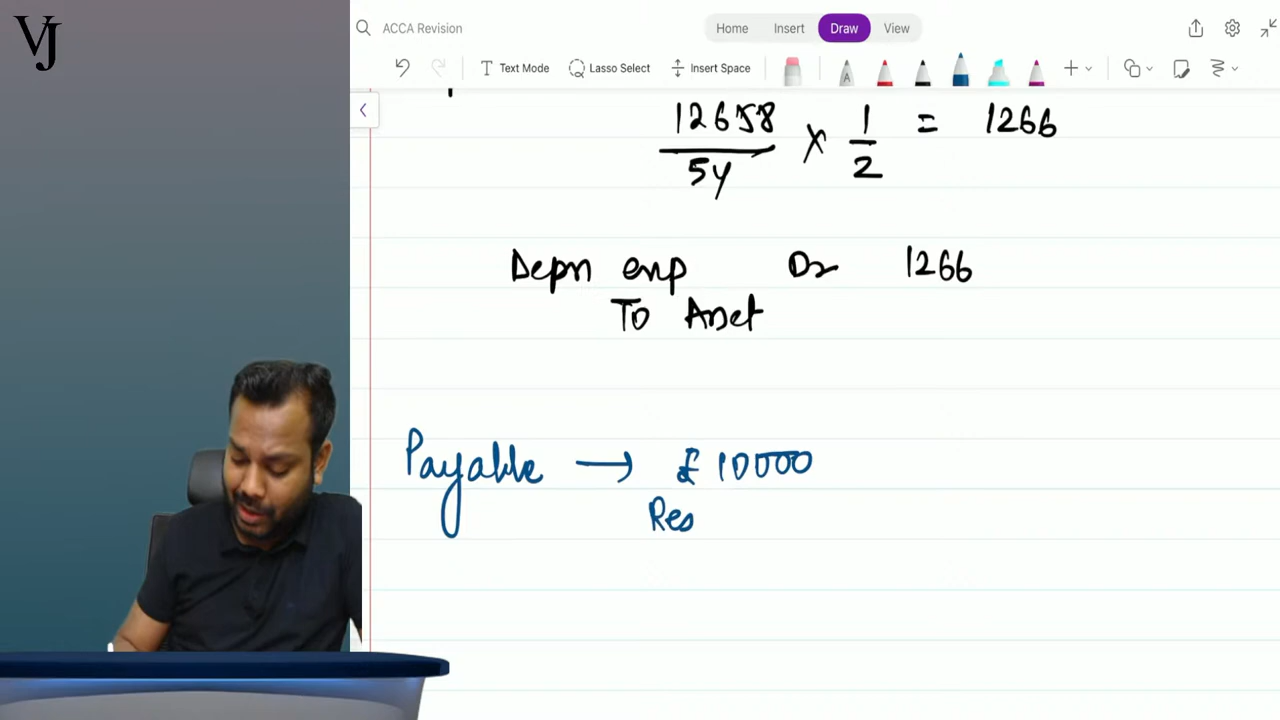 VJ
ACCA Revision
Home Insert Draw View
Text Mode Lasso Select Insert Space
12658 / 5y × 1/2 = 1266
Depn exp Dr 1266
To Asset
Payable → £ 10000
Res